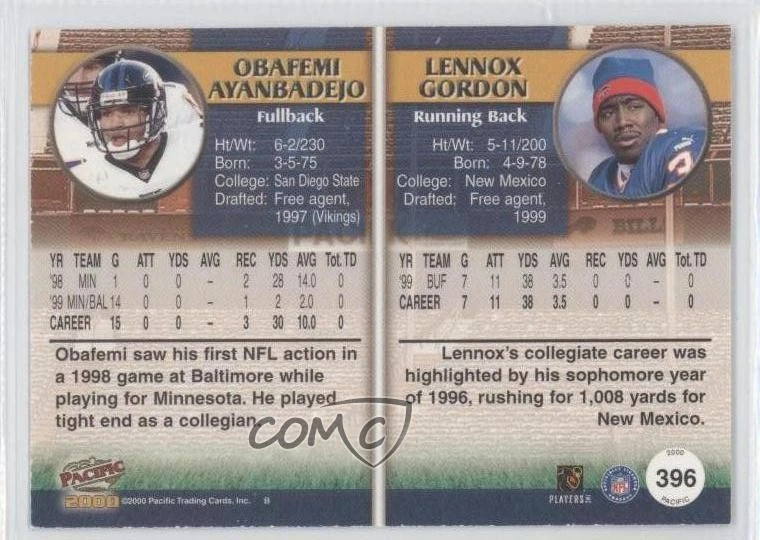 OBAFEMI
AYANBADEJO
Fullback
Ht/Wt: 6-2/230
Born: 3-5-75
College: San Diego State
Drafted: Free agent,
1997 (Vikings)
YR TEAM G ATT YDS AVG REC YDS AVG Tot.TD
'98 MIN 1 0 0 – 2 28 14.0 0
'99 MIN/BAL 14 0 0 – 1 2 2.0 0
CAREER 15 0 0 – 3 30 10.0 0
Obafemi saw his first NFL action in
a 1998 game at Baltimore while
playing for Minnesota. He played
tight end as a collegian.
PACIFIC
2000
©2000 Pacific Trading Cards, Inc. B
LENNOX
GORDON
Running Back
Ht/Wt: 5-11/200
Born: 4-9-78
College: New Mexico
Drafted: Free agent,
1999
BILL
YR TEAM G ATT YDS AVG REC YDS AVG Tot.TD
'99 BUF 7 11 38 3.5 0 0 – 0
CAREER 7 11 38 3.5 0 0 – 0
Lennox's collegiate career was
highlighted by his sophomore year
of 1996, rushing for 1,008 yards for
New Mexico.
COMC
PLAYERS INC
NFL
2000
396
PACIFIC